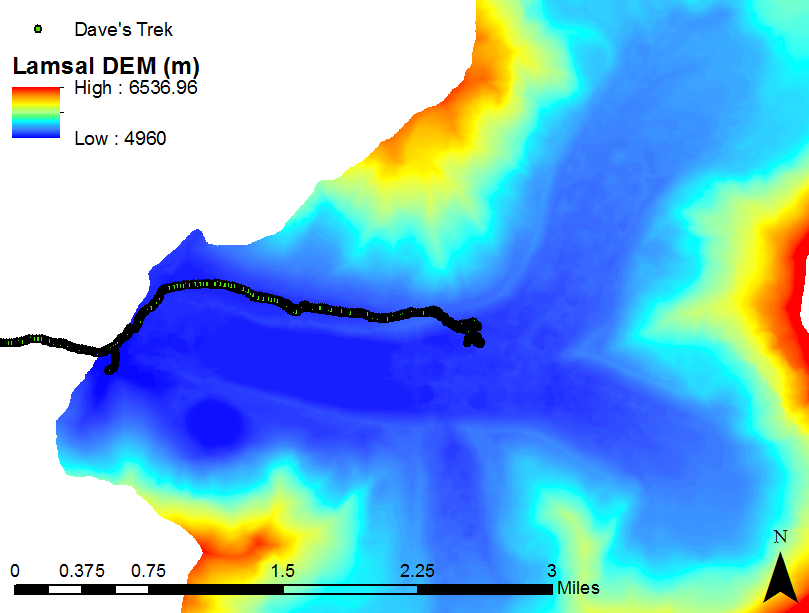 Dave's Trek
Lamsal DEM (m)
High : 6536.96
Low : 4960
N
0 0.375 0.75 1.5 2.25 3
Miles